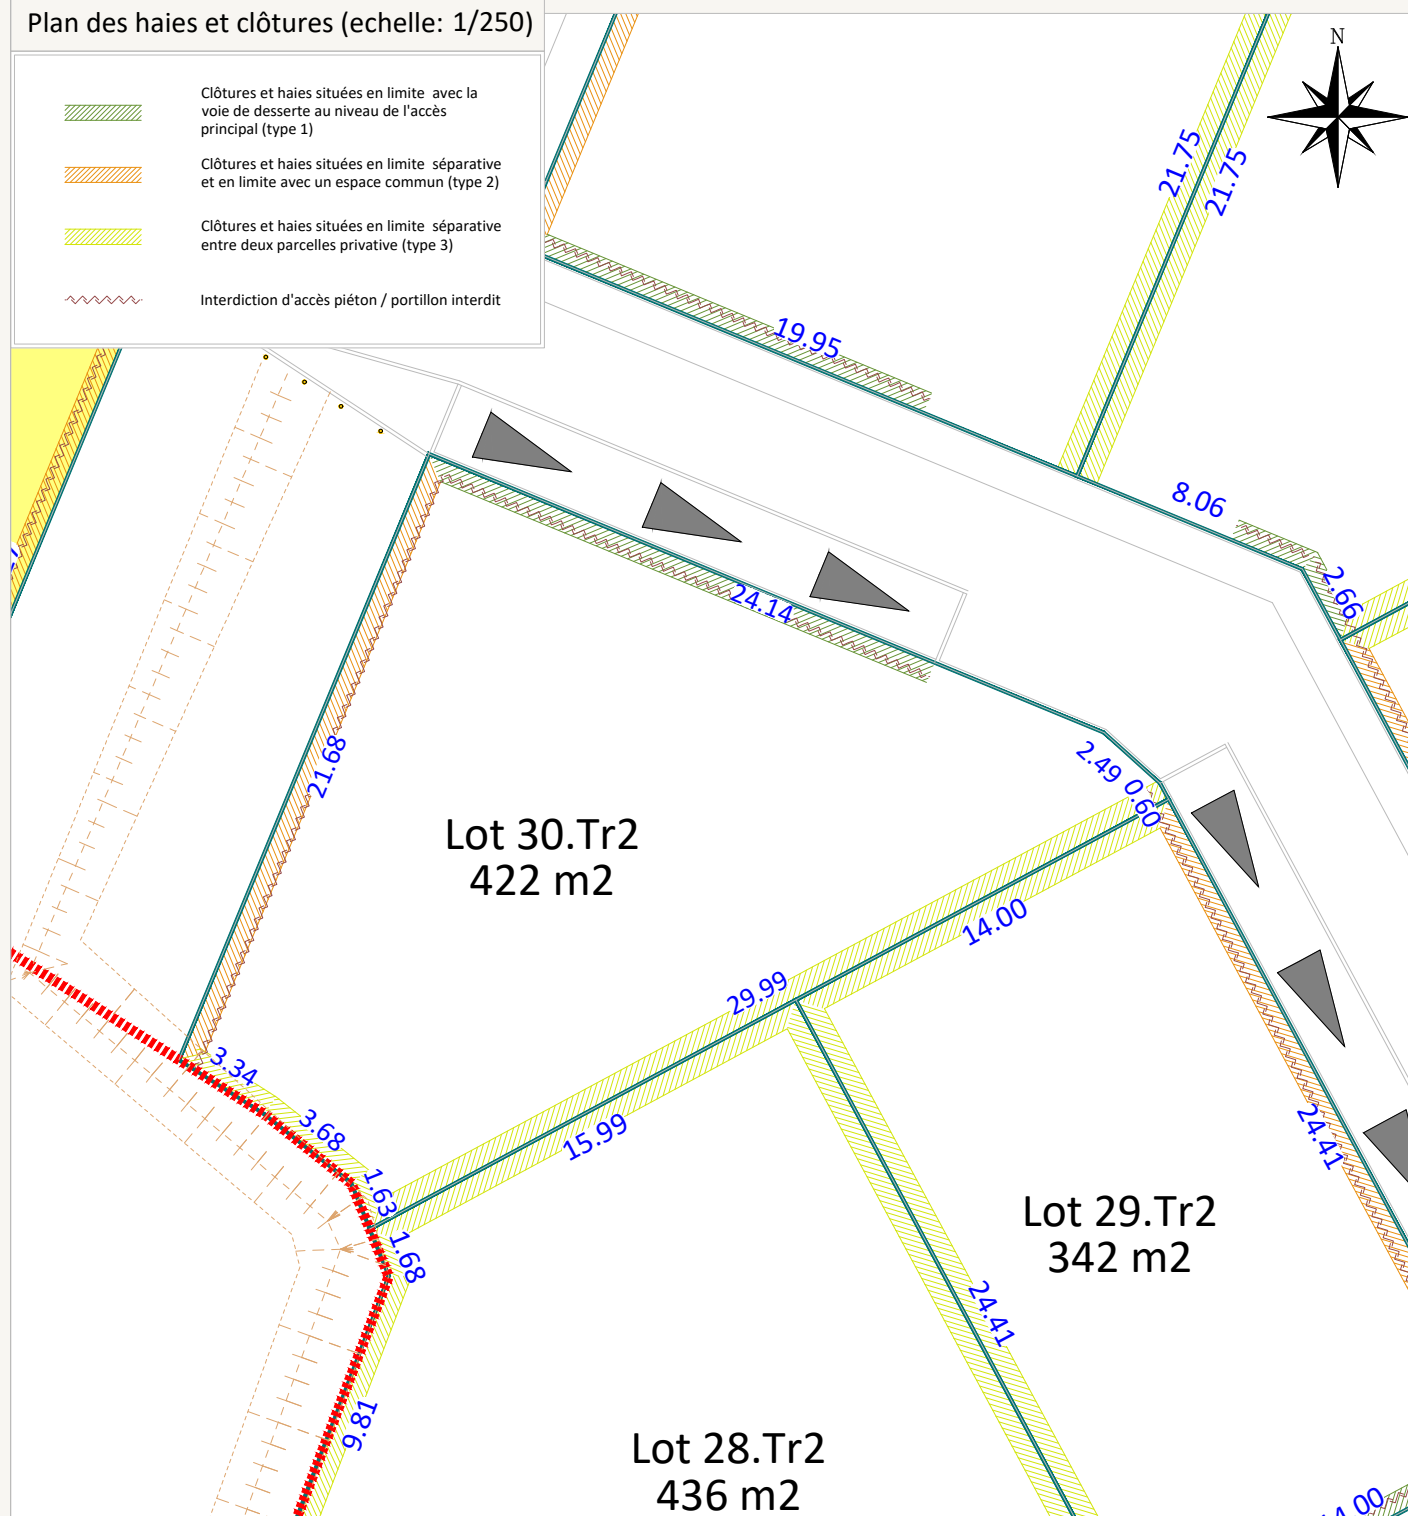 Plan des haies et clôtures (echelle: 1/250)
Clôtures et haies situées en limite avec la
voie de desserte au niveau de l'accès
principal (type 1)
Clôtures et haies situées en limite séparative
et en limite avec un espace commun (type 2)
Clôtures et haies situées en limite séparative
entre deux parcelles privative (type 3)
Interdiction d'accès piéton / portillon interdit
N
21.75
21.75
19.95
8.06
2.66
24.14
21.68
2.49
0.60
Lot 30.Tr2
422 m2
14.00
29.99
15.99
3.34
3.68
1.63
1.68
24.41
Lot 29.Tr2
342 m2
24.41
9.81
Lot 28.Tr2
436 m2